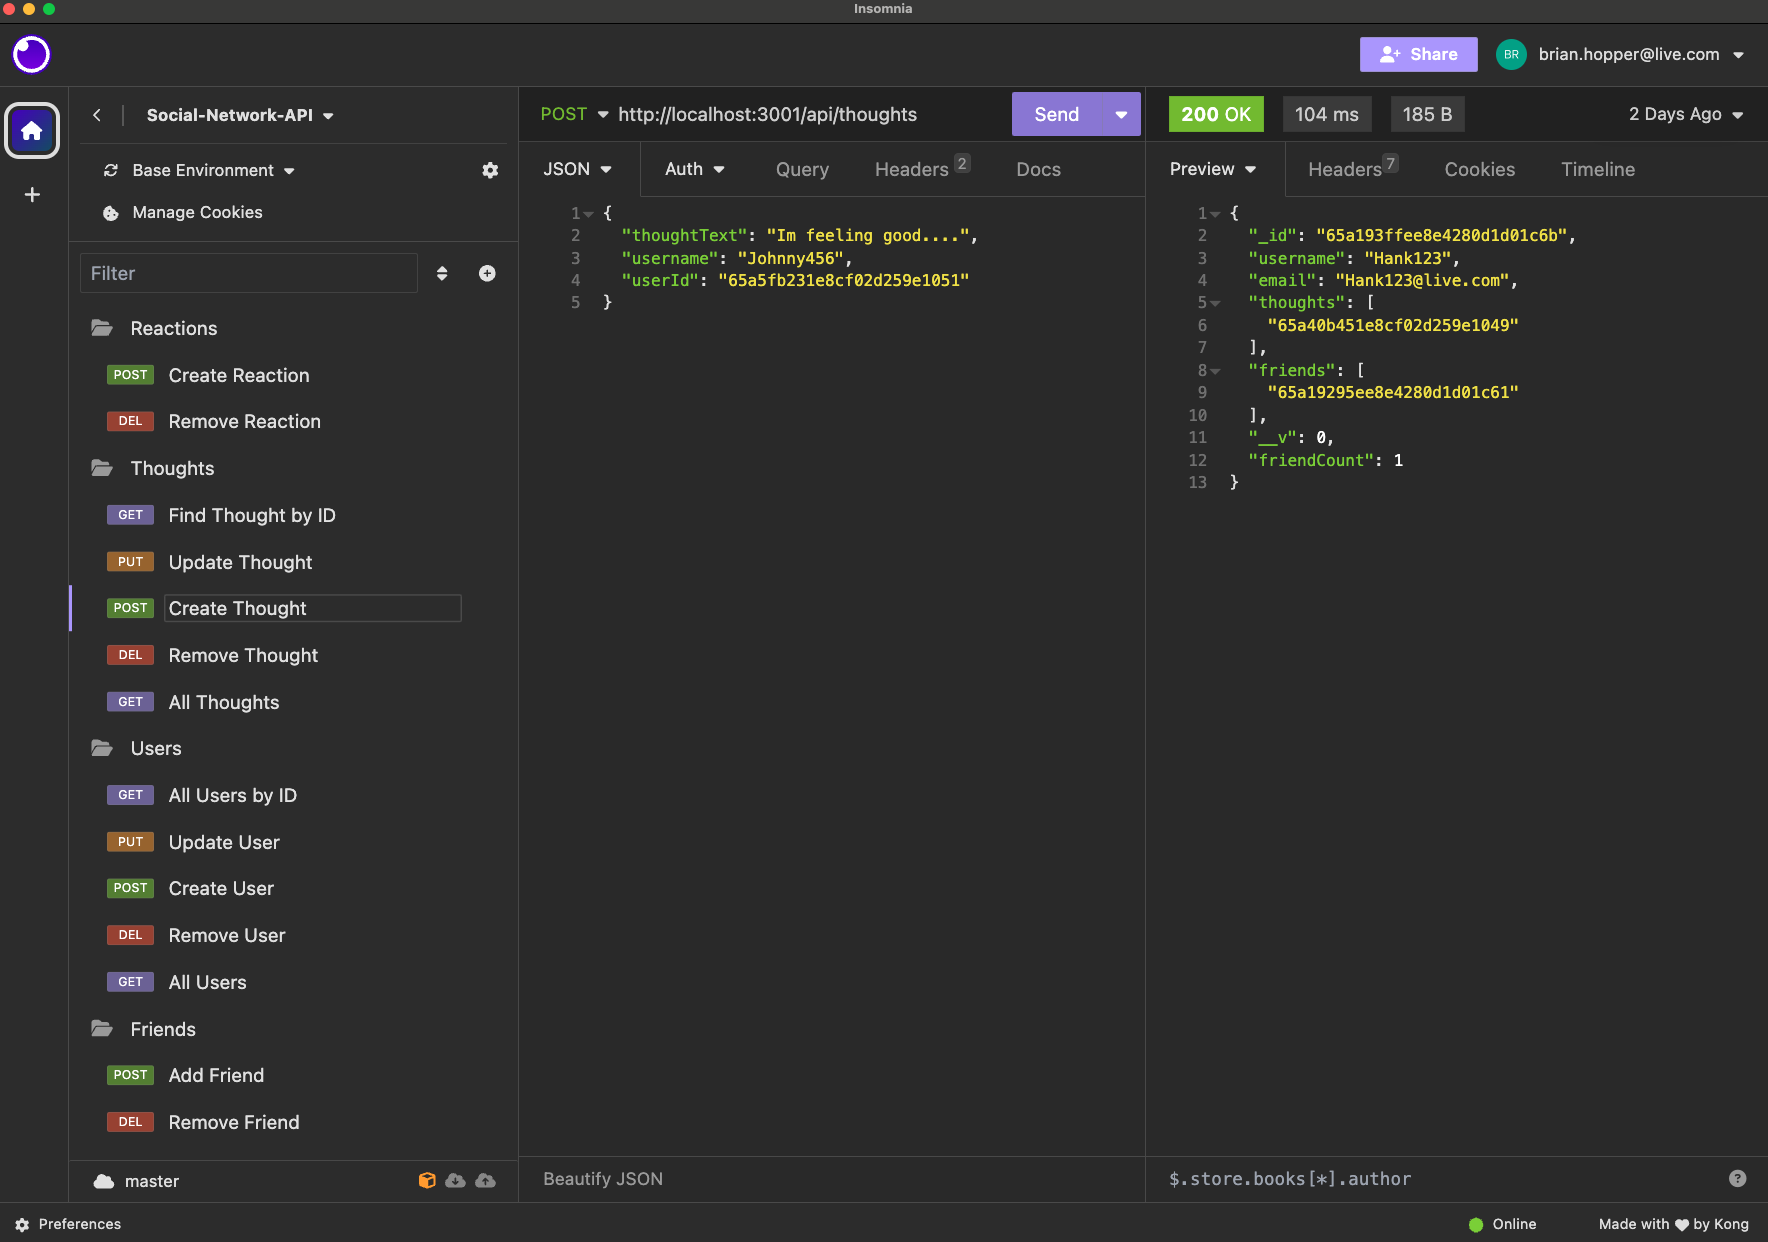 Insomnia
Share
BR
brian.hopper@live.com
Social-Network-API
Base Environment
Manage Cookies
Filter
Reactions
POST Create Reaction
DEL Remove Reaction
Thoughts
GET Find Thought by ID
PUT Update Thought
POST Create Thought
DEL Remove Thought
GET All Thoughts
Users
GET All Users by ID
PUT Update User
POST Create User
DEL Remove User
GET All Users
Friends
POST Add Friend
DEL Remove Friend
master
POST http://localhost:3001/api/thoughts Send
JSON Auth Query Headers 2 Docs
1 {
2 "thoughtText": "Im feeling good....",
3 "username": "Johnny456",
4 "userId": "65a5fb231e8cf02d259e1051"
5 }
Beautify JSON
200 OK 104 ms 185 B 2 Days Ago
Preview Headers 7 Cookies Timeline
1 {
2 "_id": "65a193ffee8e4280d1d01c6b",
3 "username": "Hank123",
4 "email": "Hank123@live.com",
5 "thoughts": [
6 "65a40b451e8cf02d259e1049"
7 ],
8 "friends": [
9 "65a19295ee8e4280d1d01c61"
10 ],
11 "__v": 0,
12 "friendCount": 1
13 }
$.store.books[*].author
Preferences
Online
Made with ♥ by Kong